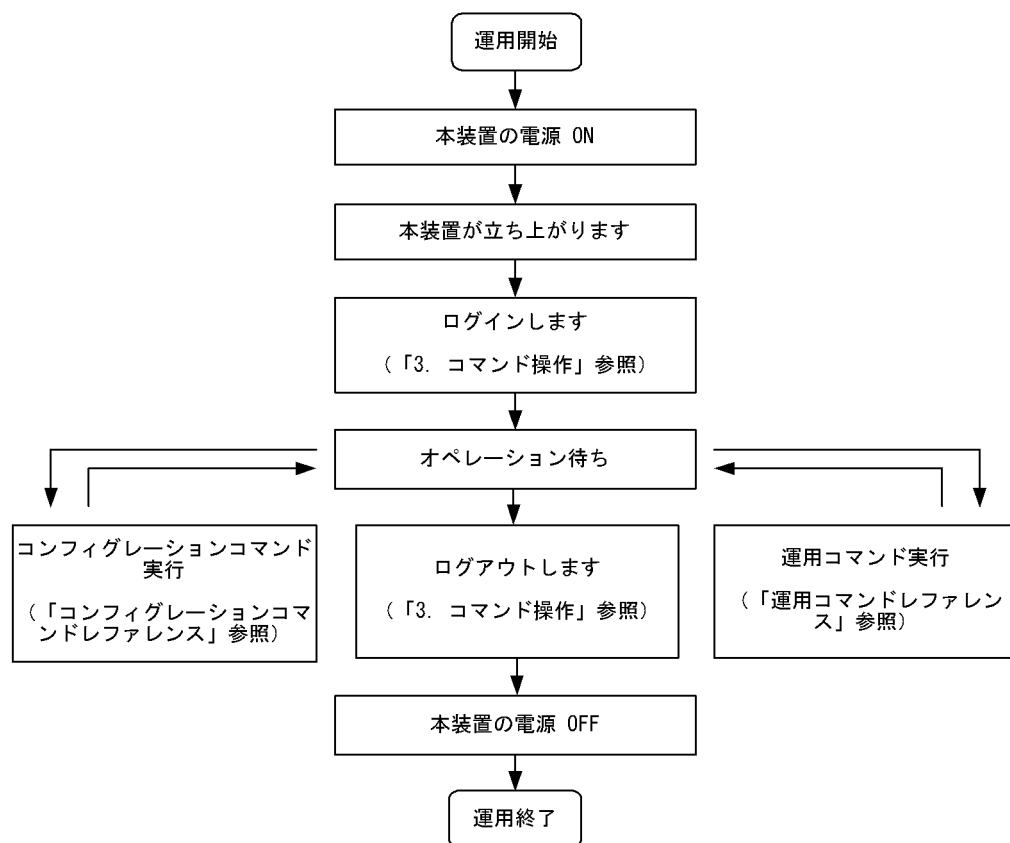 運用開始
本装置の電源 ON
本装置が立ち上がります
ログインします
(「3. コマンド操作」参照)
オペレーション待ち
コンフィグレーションコマンド
実行
(「コンフィグレーションコマ
ンドレファレンス」参照)
ログアウトします
(「3. コマンド操作」参照)
運用コマンド実行
(「運用コマンドレファレン
ス」参照)
本装置の電源 OFF
運用終了